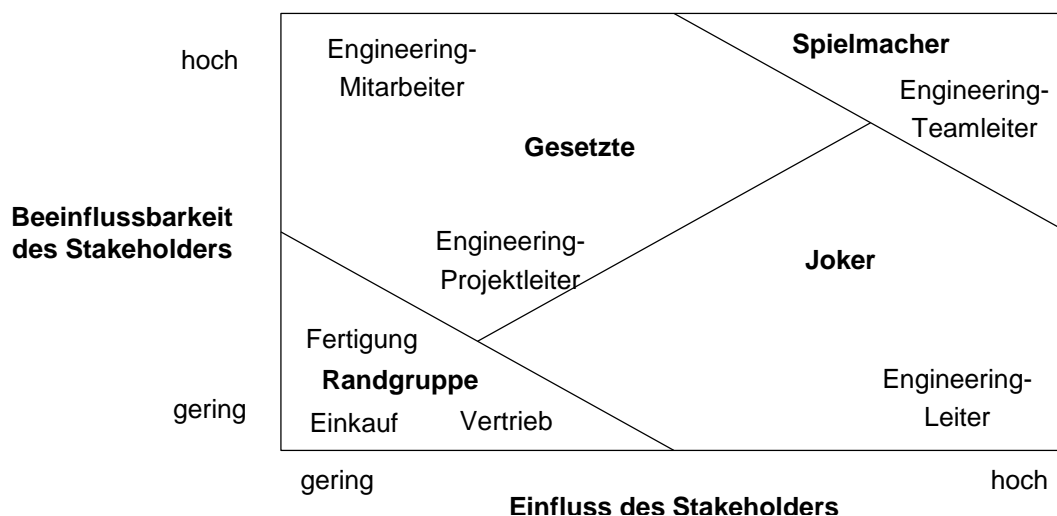 hoch
Engineering-
Mitarbeiter
Spielmacher
Engineering-
Teamleiter
Gesetzte
Beeinflussbarkeit
des Stakeholders
Engineering-
Projektleiter
Joker
Fertigung
Randgruppe
Engineering-
Leiter
gering
Einkauf
Vertrieb
gering
hoch
Einfluss des Stakeholders